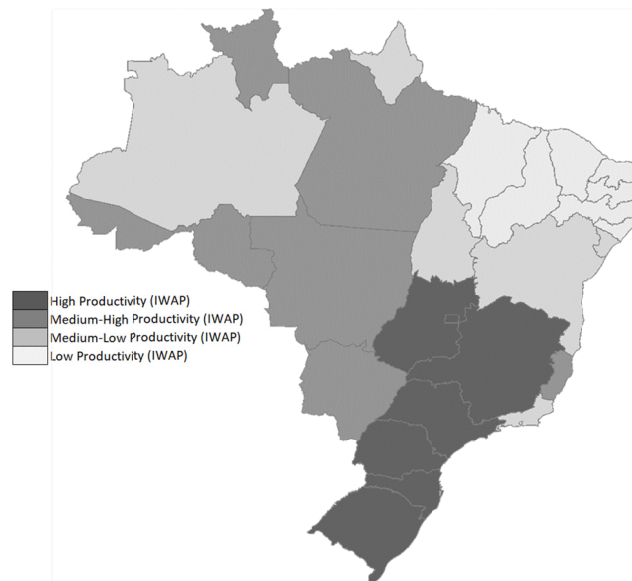 High Productivity (IWAP)
Medium-High Productivity (IWAP)
Medium-Low Productivity (IWAP)
Low Productivity (IWAP)